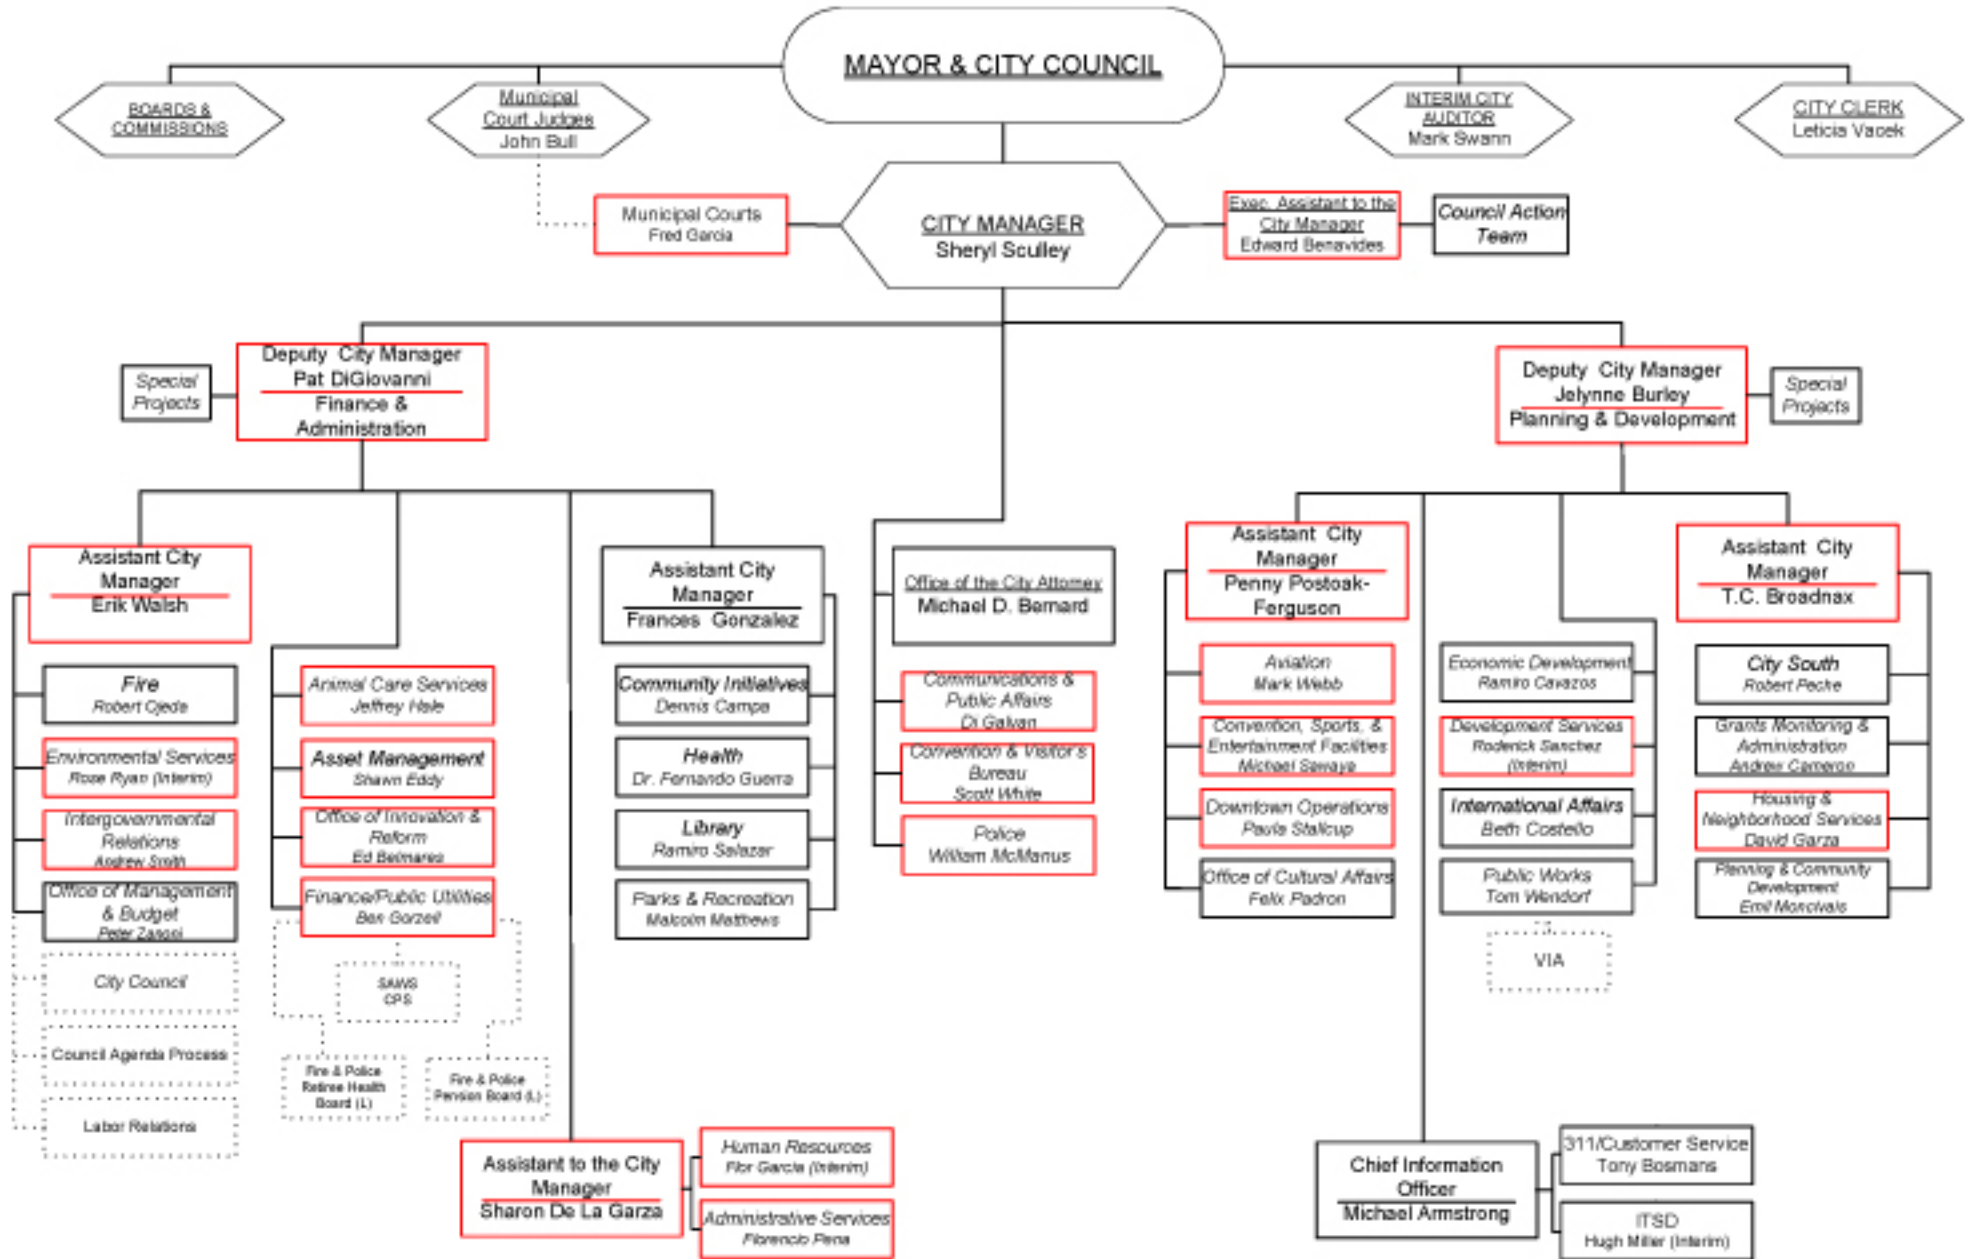 MAYOR & CITY COUNCIL
BOARDS &
COMMISSIONS
Municipal
Court Judges
John Bull
INTERIM CITY
AUDITOR
Mark Swann
CITY CLERK
Leticia Vacek
Municipal Courts
Fred Garcia
CITY MANAGER
Sheryl Sculley
Exec. Assistant to the
City Manager
Edward Benavides
Council Action
Team
Special
Projects
Deputy City Manager
Pat DiGiovanni
Finance &
Administration
Deputy City Manager
Jelynne Burley
Planning & Development
Special
Projects
Assistant City
Manager
Erik Walsh
Fire
Robert Ojeda
Environmental Services
Rose Ryan (Interim)
Intergovernmental
Relations
Andrew Smith
Office of Management
& Budget
Peter Zanoni
City Council
Council Agenda Process
Labor Relations
Animal Care Services
Jeffrey Hale
Asset Management
Shawn Eddy
Office of Innovation &
Reform
Ed Belmares
Finance/Public Utilities
Ben Gorzell
SAWS
CPS
Fire & Police
Retiree Health
Board (L)
Fire & Police
Pension Board (L)
Assistant City
Manager
Frances Gonzalez
Community Initiatives
Dennis Campa
Health
Dr. Fernando Guerra
Library
Ramiro Salazar
Parks & Recreation
Malcolm Matthews
Assistant to the City
Manager
Sharon De La Garza
Human Resources
Flor Garcia (Interim)
Administrative Services
Florencio Pena
Office of the City Attorney
Michael D. Bernard
Communications &
Public Affairs
Di Galvan
Convention & Visitor's
Bureau
Scott White
Police
William McManus
Assistant City
Manager
Penny Postoak-
Ferguson
Aviation
Mark Webb
Convention, Sports, &
Entertainment Facilities
Michael Sawaya
Downtown Operations
Paula Stallcup
Office of Cultural Affairs
Felix Padron
Economic Development
Ramiro Cavazos
Development Services
Roderick Sanchez
(Interim)
International Affairs
Beth Costello
Public Works
Tom Wendorf
VIA
Assistant City
Manager
T.C. Broadnax
City South
Robert Peche
Grants Monitoring &
Administration
Andrew Cameron
Housing &
Neighborhood Services
David Garza
Planning & Community
Development
Emil Moncivais
Chief Information
Officer
Michael Armstrong
311/Customer Service
Tony Bosmans
ITSD
Hugh Miller (Interim)